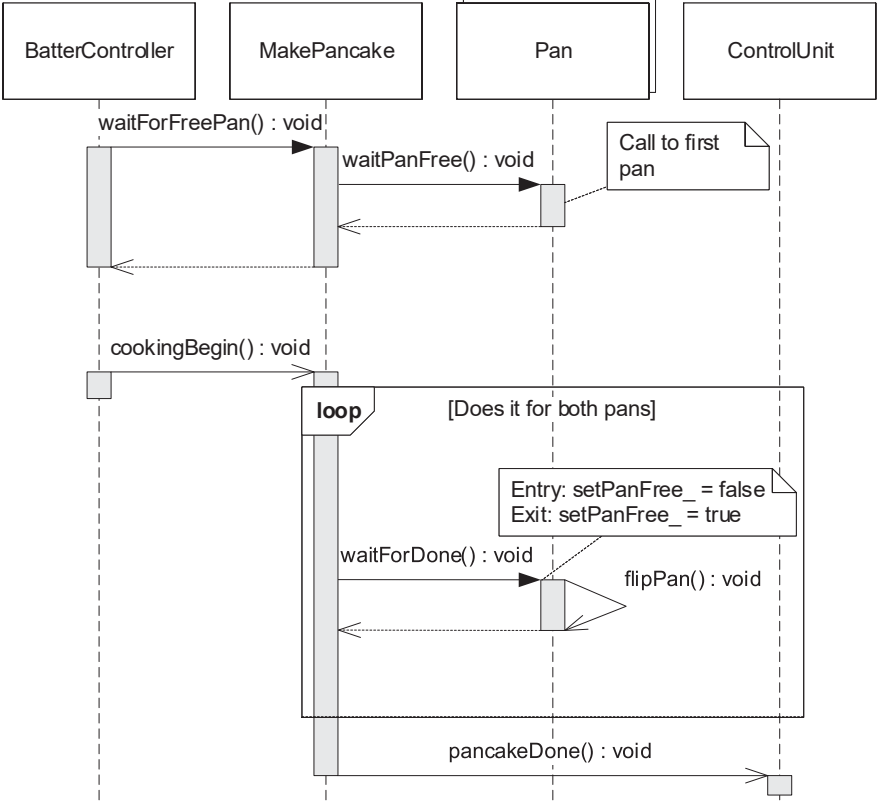 BatterController
MakePancake
Pan
ControlUnit
waitForFreePan() : void
waitPanFree() : void
Call to first
pan
cookingBegin() : void
loop
[Does it for both pans]
Entry: setPanFree_ = false
Exit: setPanFree_ = true
waitForDone() : void
flipPan() : void
pancakeDone() : void